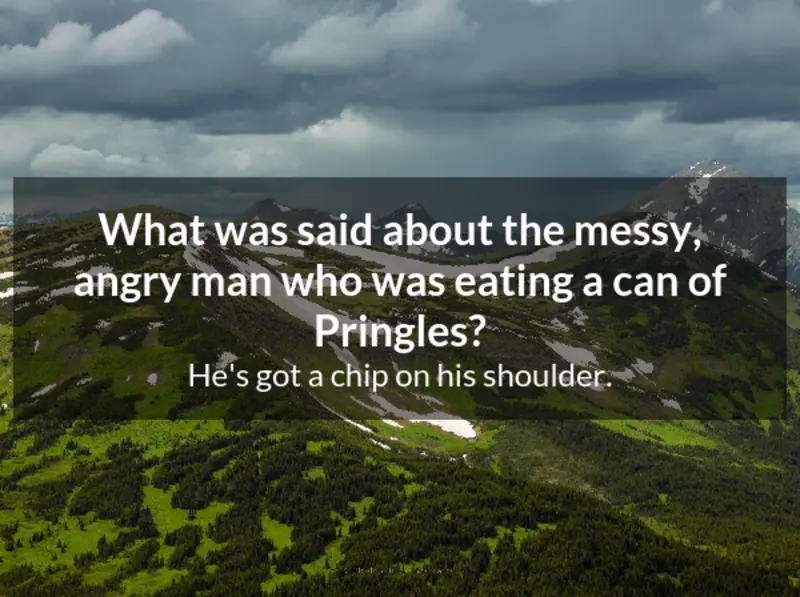 What was said about the messy,
angry man who was eating a can of
Pringles?
He's got a chip on his shoulder.